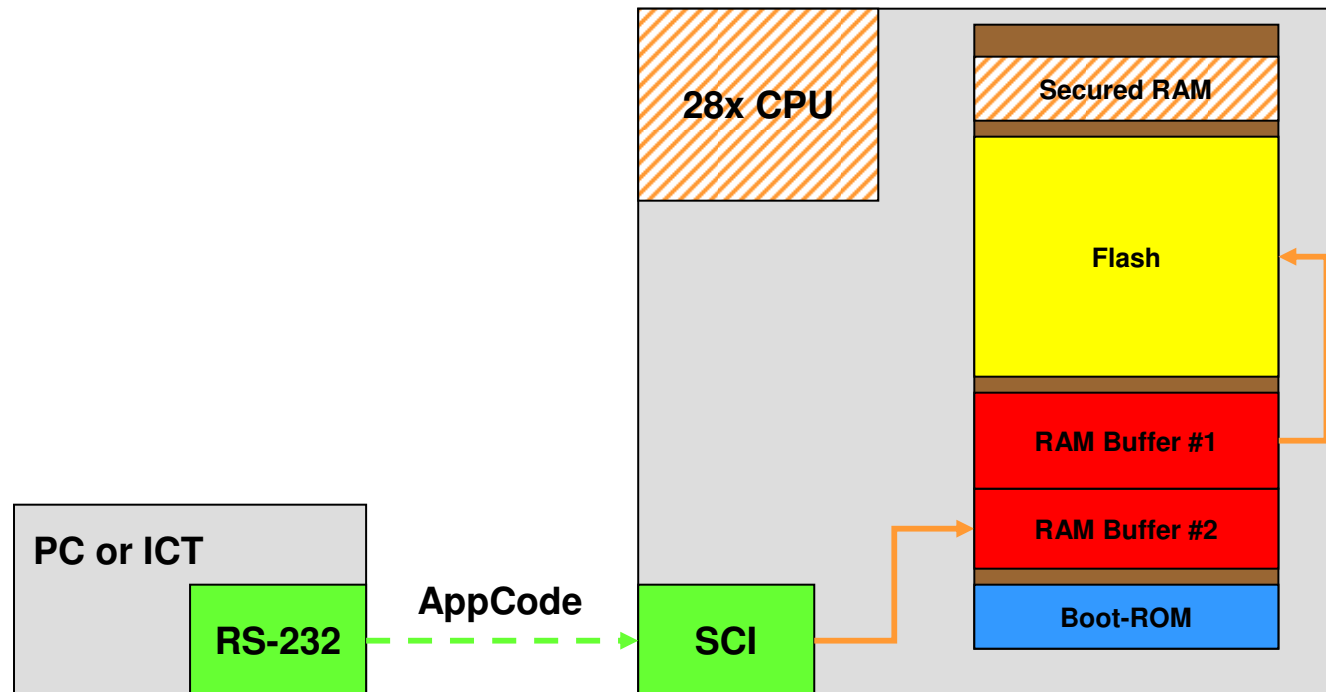 28x CPU
Secured RAM
Flash
RAM Buffer #1
RAM Buffer #2
Boot-ROM
PC or ICT
RS-232
AppCode
SCI